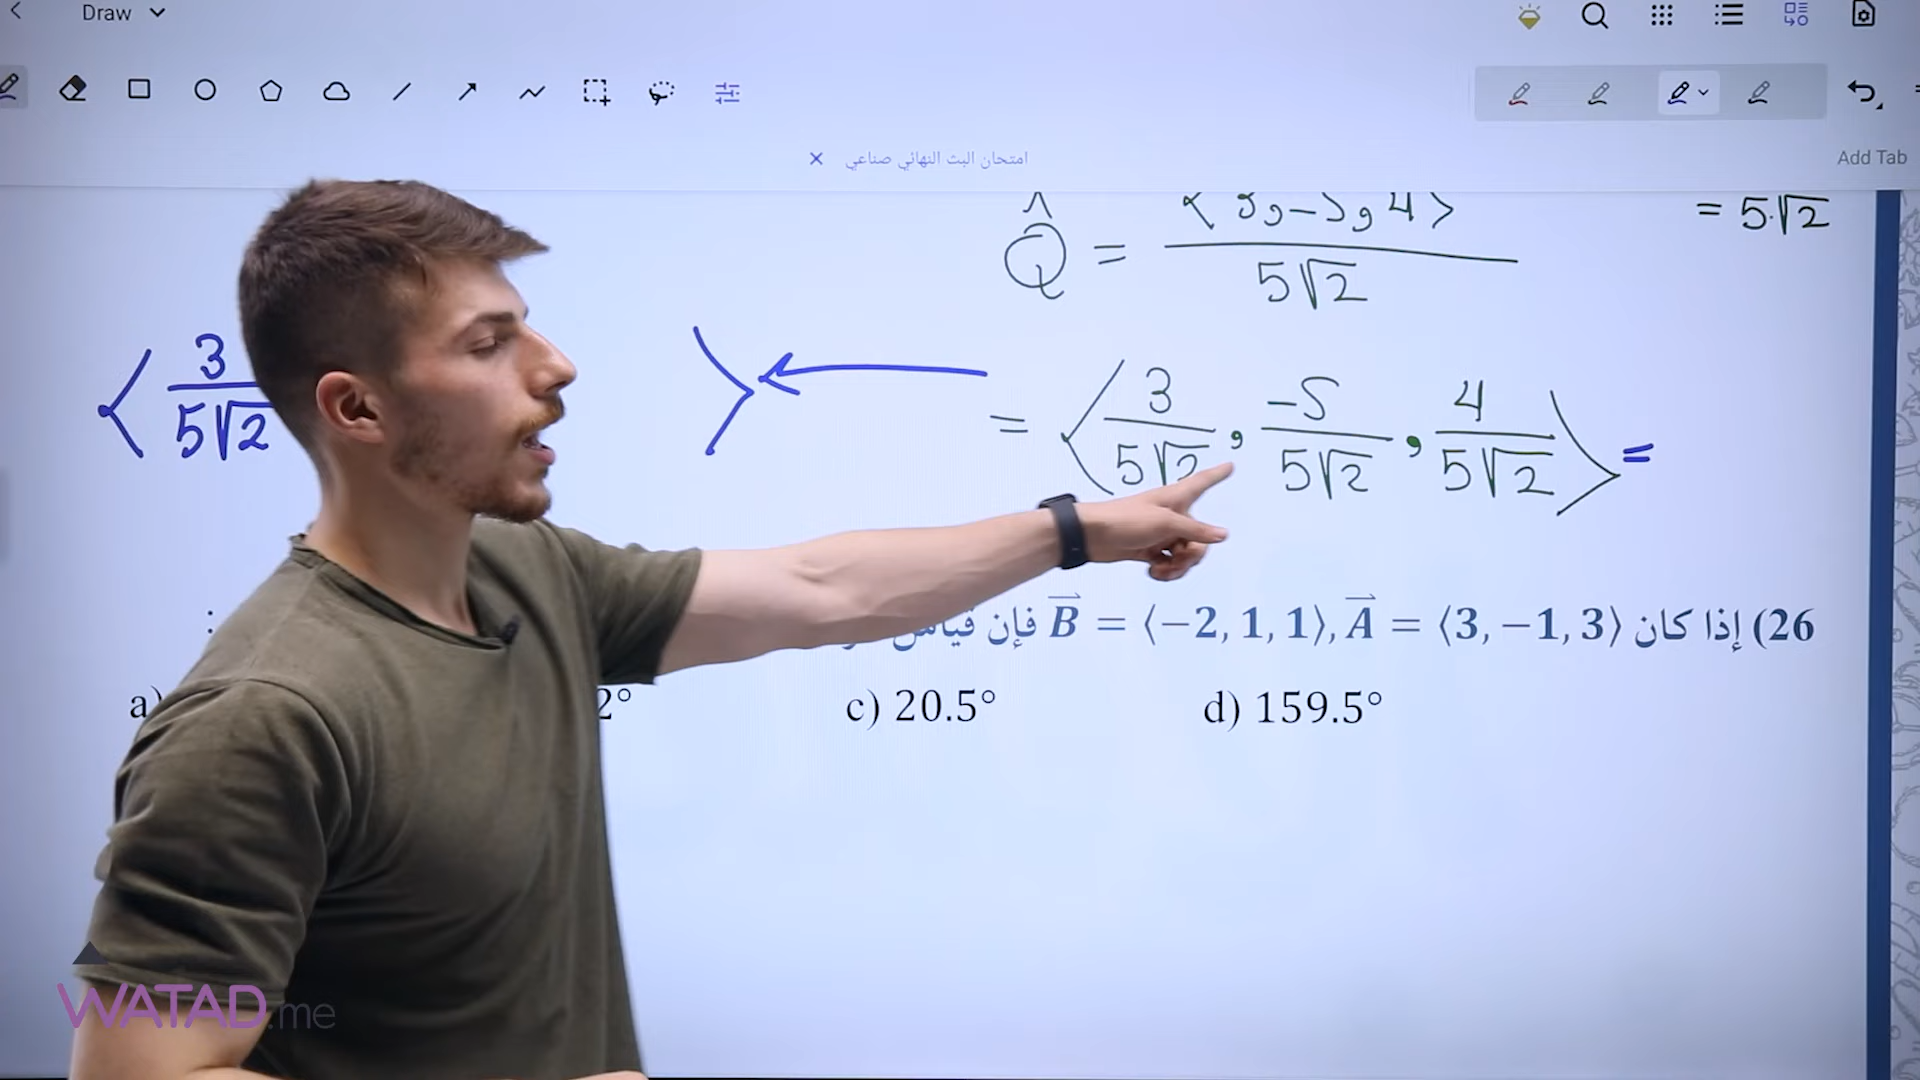 Draw
امتحان البث النهائي صناعي
Add Tab
Q̂ = ⟨3, -5, 4⟩ / 5√2
= 5·√2
⟨ 3/5√2 ⟩
= ⟨ 3/5√2 , -5/5√2 , 4/5√2 ⟩ =
26) إذا كان A = ⟨3, −1, 3⟩, B = ⟨−2, 1, 1⟩ فإن قياس :
a) 2° c) 20.5° d) 159.5°
WATAD.me